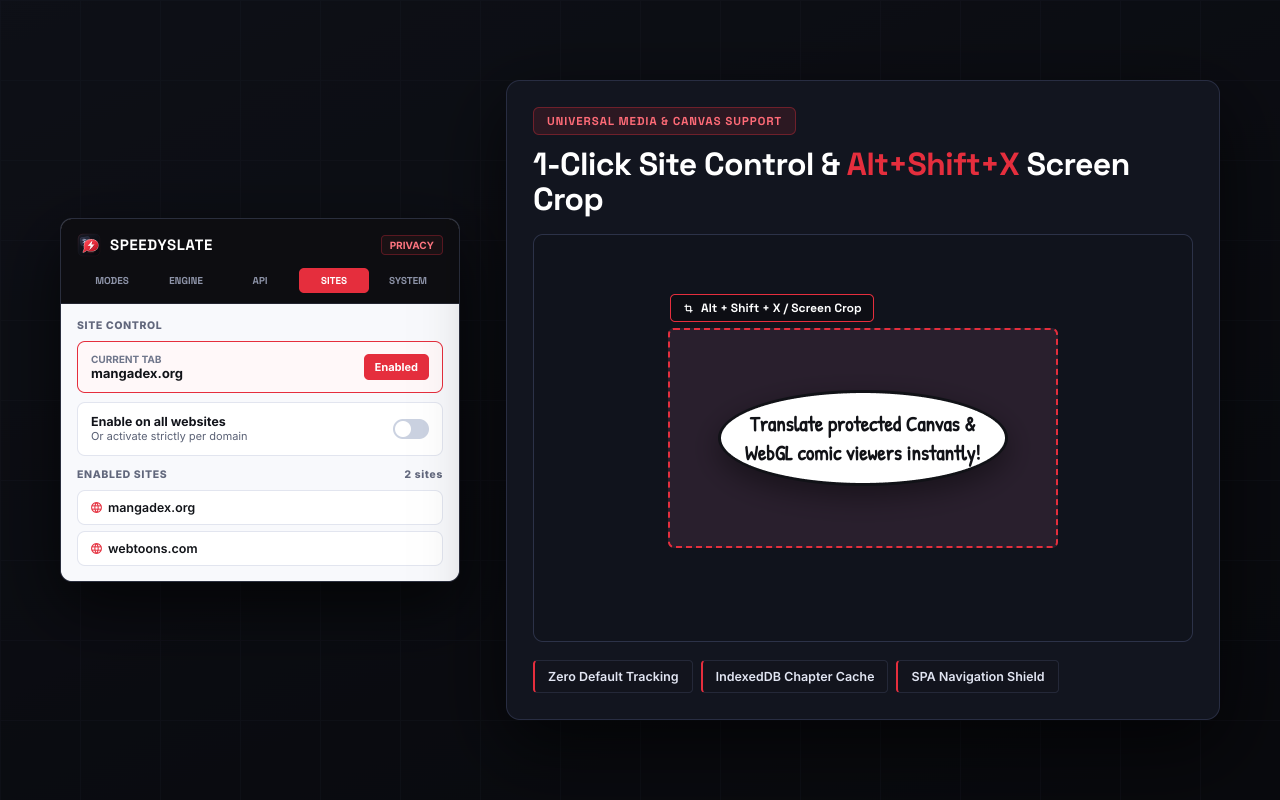 SPEEDYSLATE
PRIVACY
MODES
ENGINE
API
SITES
SYSTEM
SITE CONTROL
CURRENT TAB
mangadex.org
Enabled
Enable on all websites
Or activate strictly per domain
ENABLED SITES
2 sites
mangadex.org
webtoons.com
UNIVERSAL MEDIA & CANVAS SUPPORT
1-Click Site Control & Alt+Shift+X Screen
Crop
Alt + Shift + X / Screen Crop
Translate protected Canvas &
WebGL comic viewers instantly!
Zero Default Tracking
IndexedDB Chapter Cache
SPA Navigation Shield